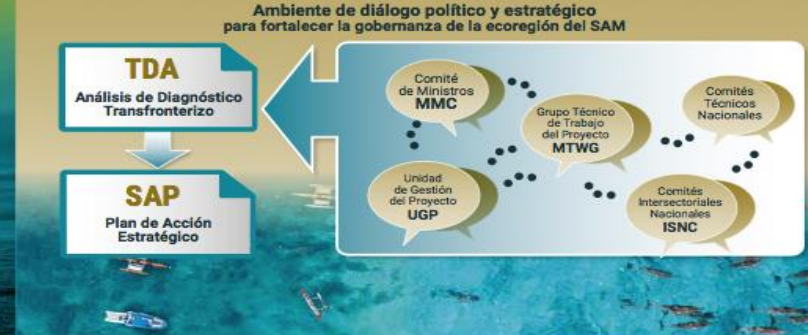 Ambiente de diálogo político y estratégico
para fortalecer la gobernanza de la ecoregión del SAM
TDA
Análisis de Diagnóstico
Transfronterizo
SAP
Plan de Acción
Estratégico
Comité
de Ministros
MMC
Grupo Técnico
de Trabajo
del Proyecto
MTWG
Comités
Técnicos
Nacionales
Unidad
de Gestión
del Proyecto
UGP
Comités
Intersectoriales
Nacionales
ISNC